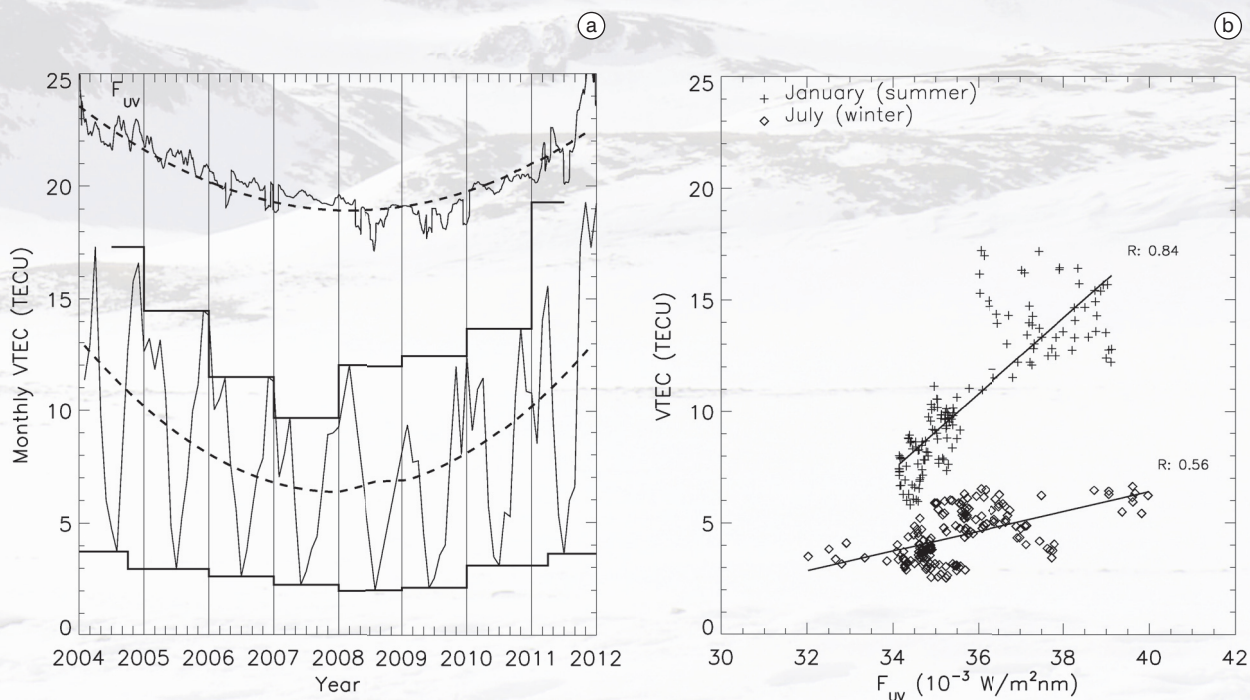 a
b
25
20
15
10
5
0
F_UV
Monthly VTEC (TECU)
2004 2005 2006 2007 2008 2009 2010 2011 2012
Year
25
20
15
10
5
0
+ January (summer)
◇ July (winter)
R: 0.84
R: 0.56
VTEC (TECU)
30 32 34 36 38 40 42
F_UV (10⁻³ W/m²nm)